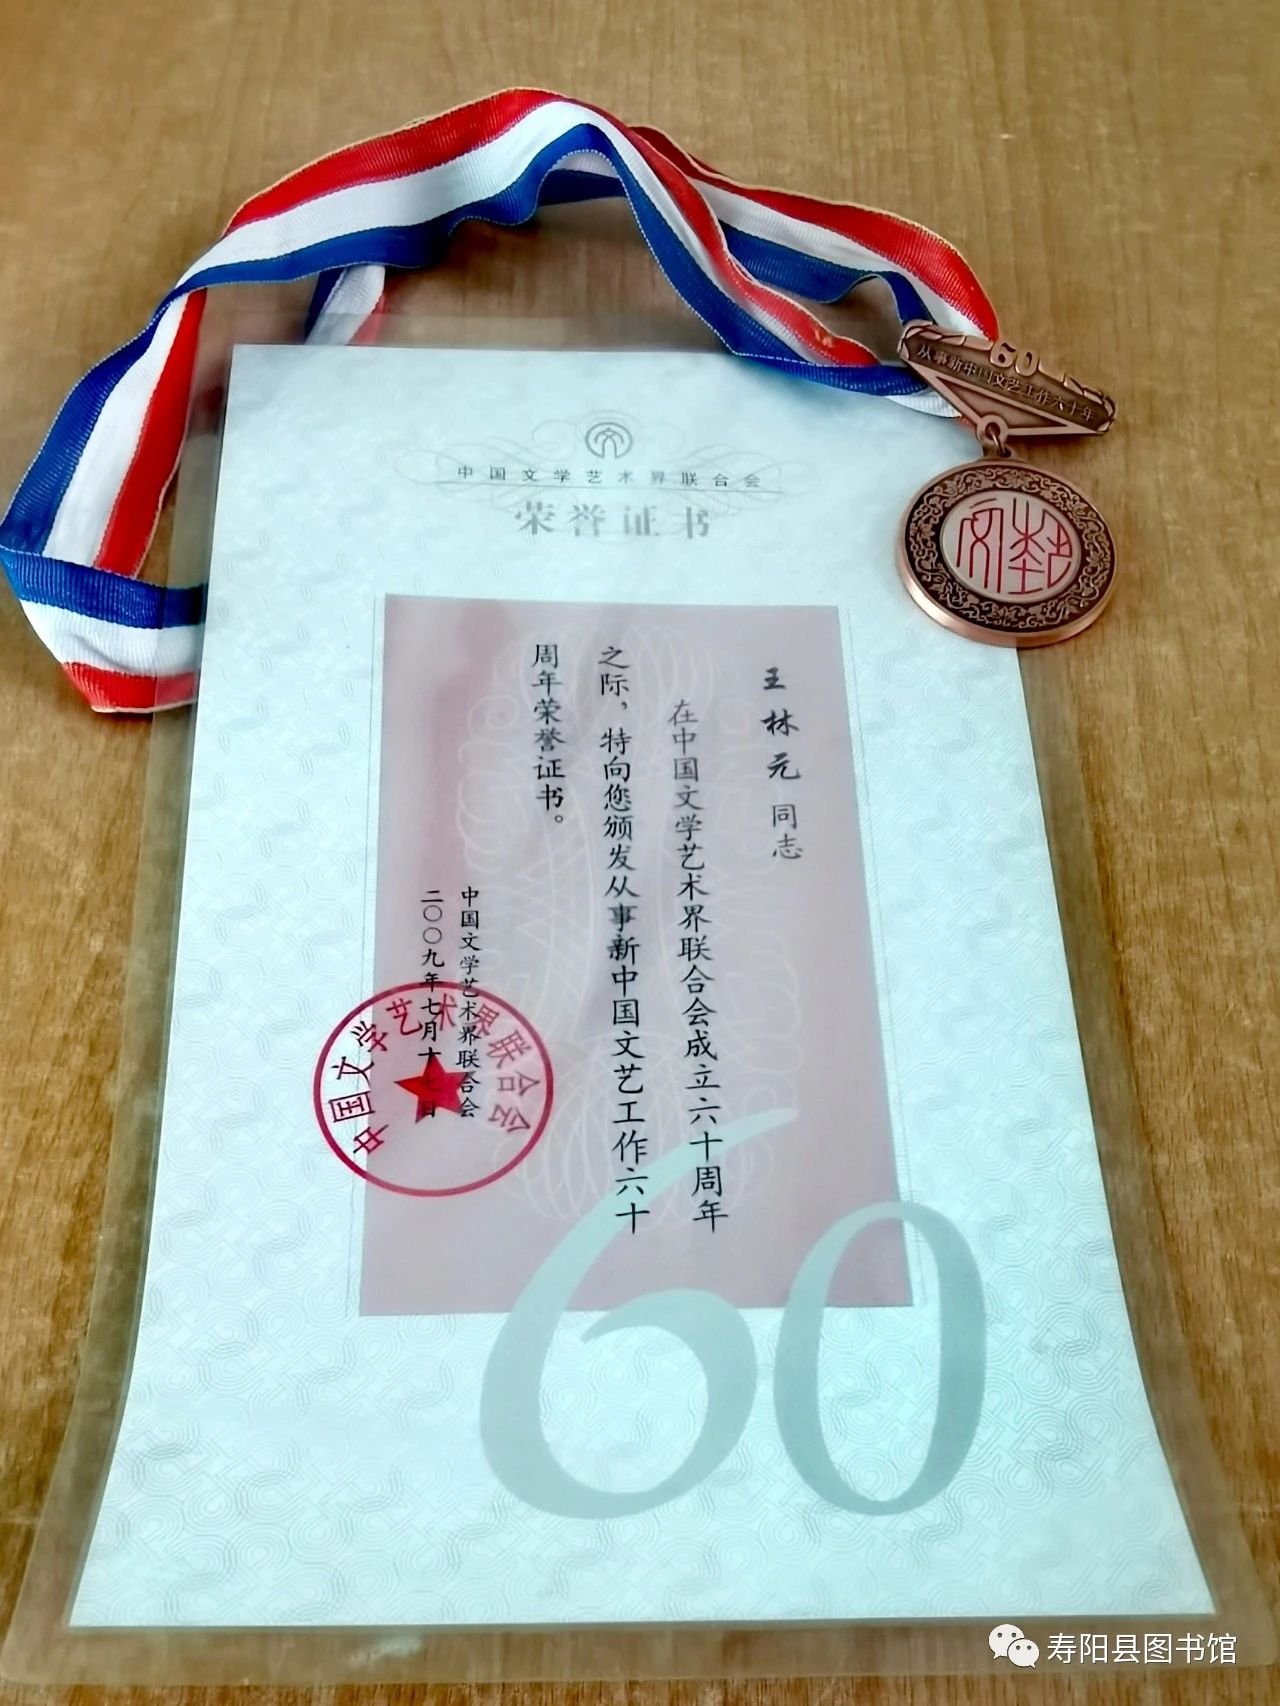 中国文学艺术界联合会
荣誉证书
王林元同志
在中国文学艺术界联合会成立六十周年
之际，特向您颁发从事新中国文艺工作六十
周年荣誉证书。
中国文学艺术界联合会
二〇〇九年七月十七日
中国文学艺术界联合会
60
60
从事新中国文艺工作六十年
文艺
寿阳县图书馆